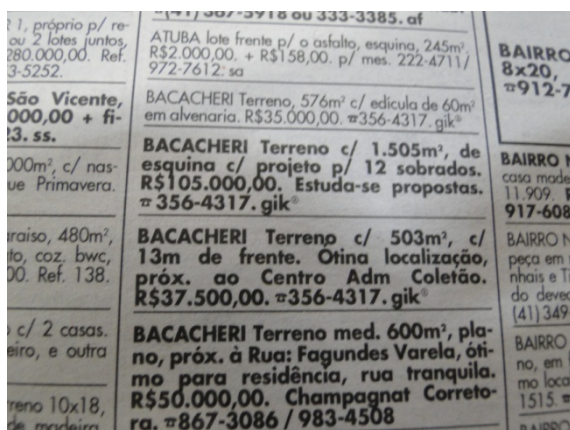 1, próprio p/ re-
ou 2 lotes juntos,
280.000,00. Ref.
3-5252.
São Vicente,
000,00 + fi-
23. ss.
000m², c/ nas-
ue Primavera.
raiso, 480m²,
to, coz. bwc,
00. Ref. 138.
c/ 2 casas.
eiro, e outra
reno 10x18,
de madeira
☎(41) 367-5918 ou 333-3385. af
ATUBA lote frente p/ o asfalto, esquina, 245m².
R$2.000,00. + R$158,00. p/ mes. 222-4711/
972-7612. sa
BACACHERI Terreno, 576m² c/ edicula de 60m²
em alvenaria. R$35.000,00. ☎356-4317. gik®
BACACHERI Terreno c/ 1.505m², de
esquina c/ projeto p/ 12 sobrados.
R$105.000,00. Estuda-se propostas.
☎356-4317. gik®
BACACHERI Terreno c/ 503m², c/
13m de frente. Otina localização,
próx. ao Centro Adm Coletão.
R$37.500,00. ☎356-4317. gik®
BACACHERI Terreno med. 600m², pla-
no, próx. à Rua: Fagundes Varela, óti-
mo para residência, rua tranquila.
R$50.000,00. Champagnat Correto-
ra. ☎867-3086 / 983-4508
BAIRRO
8x20,
☎912-7
BAIRRO
casa made
11.909.
917-608
BAIRRO N
peça em
nhais e Ti
do deved
(41) 349
BAIRRO
no, em
mo loca
1515. ☎
BAIRRO